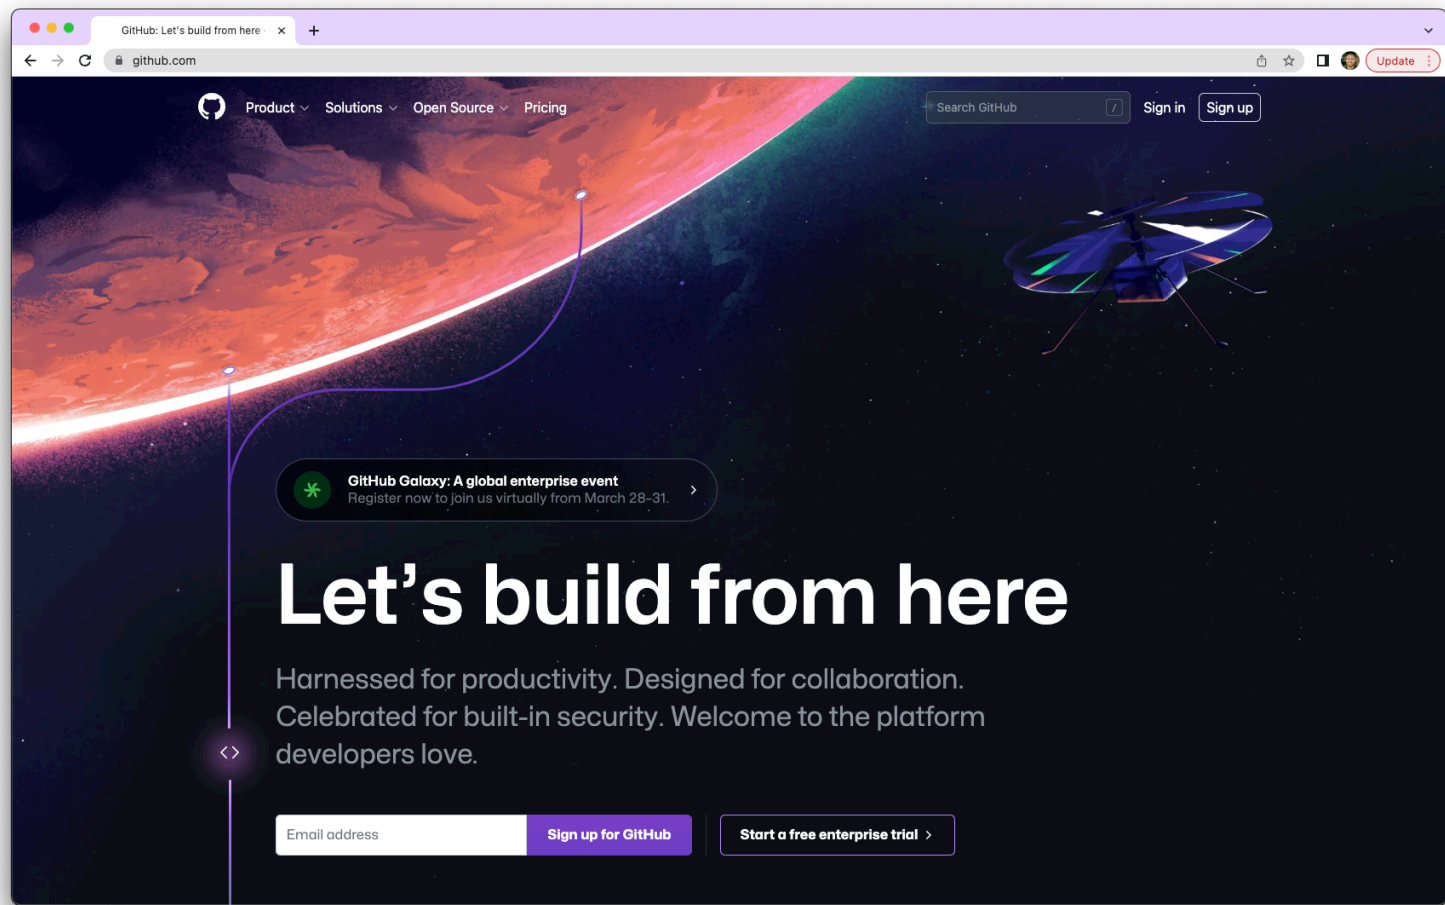 GitHub: Let's build from here ·
github.com
Update
Product
Solutions
Open Source
Pricing
Search GitHub
/
Sign in
Sign up
GitHub Galaxy: A global enterprise event
Register now to join us virtually from March 28–31.
Let’s build from here
Harnessed for productivity. Designed for collaboration.
Celebrated for built-in security. Welcome to the platform
developers love.
Email address
Sign up for GitHub
Start a free enterprise trial